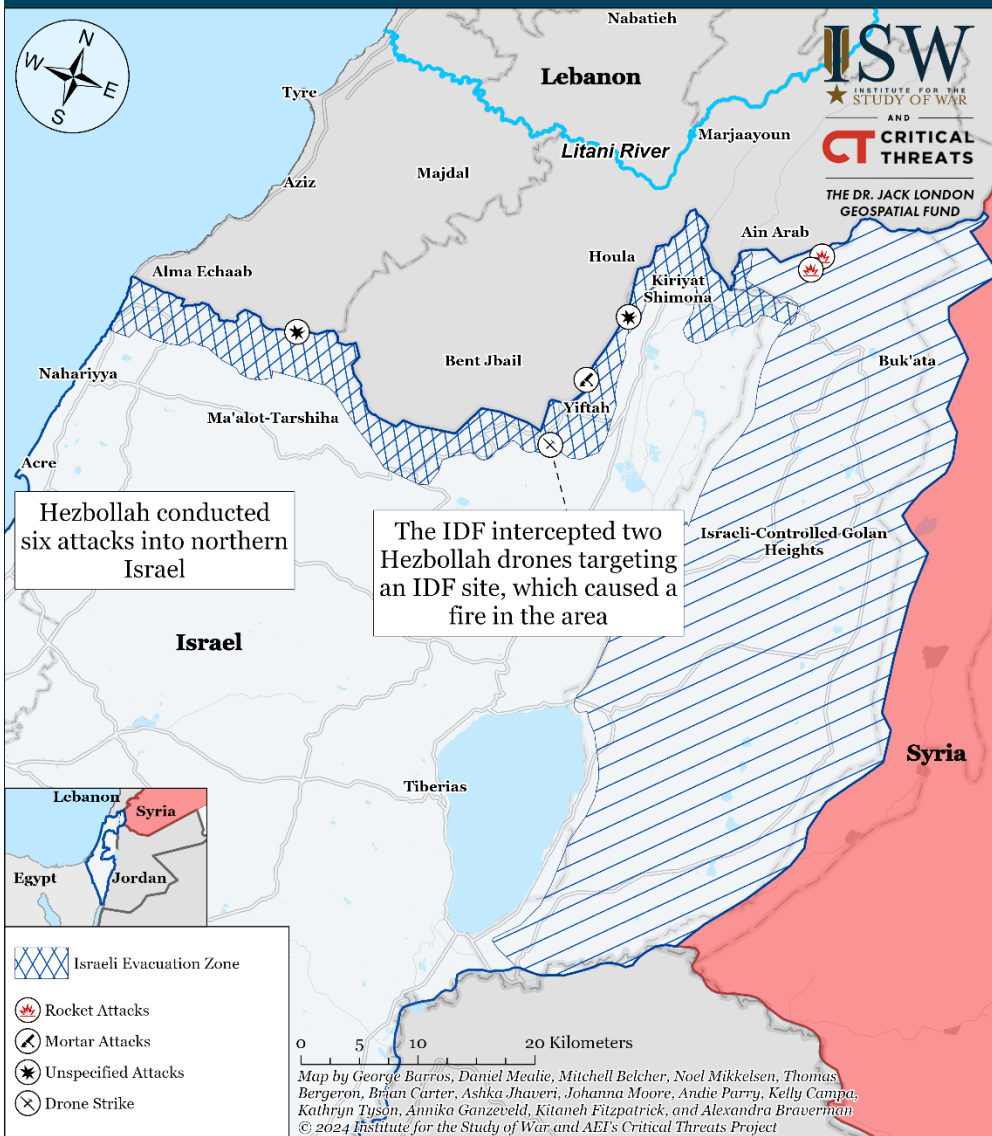 N
W
E
S
Nabatieh
Lebanon
ISW
INSTITUTE FOR THE
STUDY OF WAR
AND
CT CRITICAL
THREATS
THE DR. JACK LONDON
GEOSPATIAL FUND
Tyre
Marjaayoun
Litani River
Majdal
Aziz
Ain Arab
Houla
Alma Echaab
Kiriyat
Shimona
Bent Jbail
Buk'ata
Nahariyya
Yiftah
Ma'alot-Tarshiha
Acre
Hezbollah conducted
six attacks into northern
Israel
The IDF intercepted two
Hezbollah drones targeting
an IDF site, which caused a
fire in the area
Israeli-Controlled Golan
Heights
Israel
Syria
Tiberias
Lebanon
Syria
Egypt
Jordan
Israeli Evacuation Zone
Rocket Attacks
Mortar Attacks
Unspecified Attacks
Drone Strike
0 5 10 20 Kilometers
Map by George Barros, Daniel Mealie, Mitchell Belcher, Noel Mikkelsen, Thomas
Bergeron, Brian Carter, Ashka Jhaveri, Johanna Moore, Andie Parry, Kelly Campa,
Kathryn Tyson, Annika Ganzeveld, Kitaneh Fitzpatrick, and Alexandra Braverman
© 2024 Institute for the Study of War and AEI's Critical Threats Project